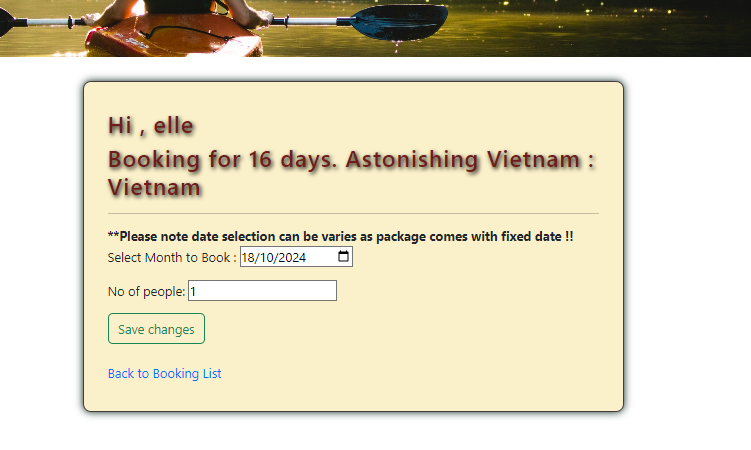 Hi , elle
Booking for 16 days. Astonishing Vietnam :
Vietnam
**Please note date selection can be varies as package comes with fixed date !!
Select Month to Book : 18/10/2024
No of people: 1
Save changes
Back to Booking List